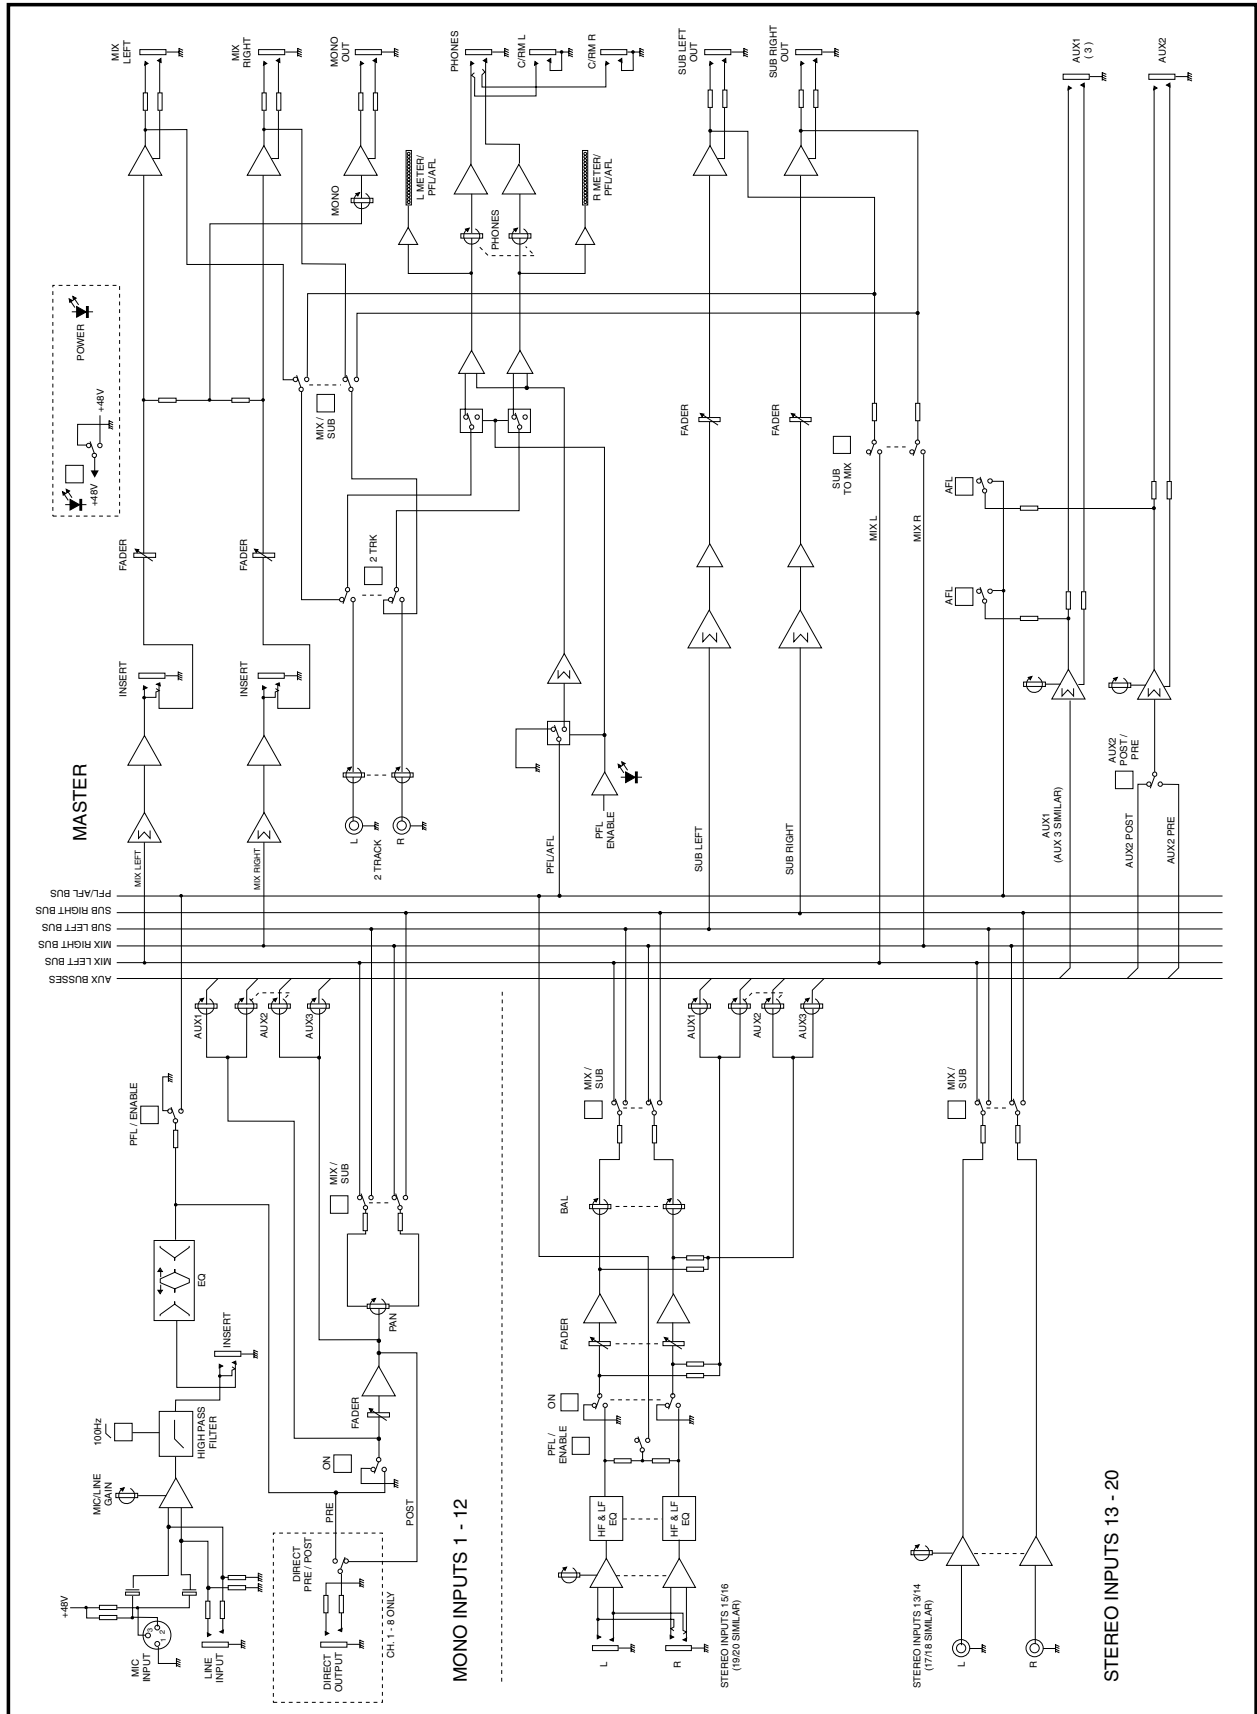 MIX
LEFT
MIX
RIGHT
MONO
OUT
PHONES
C/RM L
C/RM R
SUB LEFT
OUT
SUB RIGHT
OUT
AUX1
( 3 )
AUX2
MONO
L METER/
PFL/AFL
PHONES
R METER/
PFL/AFL
POWER
+48V
+48V
MIX /
SUB
FADER
FADER
SUB
TO MIX
FADER
FADER
2 TRK
MIX L
MIX R
AFL
AFL
INSERT
INSERT
MASTER
L
R
2 TRACK
PFL/AFL
PFL
ENABLE
SUB LEFT
SUB RIGHT
AUX1
(AUX 3 SIMILAR)
AUX2
POST /
PRE
AUX2 POST
AUX2 PRE
MIX LEFT
MIX RIGHT
PFL/AFL BUS
SUB RIGHT BUS
SUB LEFT BUS
MIX RIGHT BUS
MIX LEFT BUS
AUX BUSSES
AUX1
AUX2
AUX3
AUX1
AUX2
AUX3
PFL / ENABLE
MIX /
SUB
MIX /
SUB
MIX /
SUB
EQ
INSERT
PAN
BAL
100Hz
HIGH PASS
FILTER
FADER
FADER
MIC/LINE
GAIN
ON
ON
PFL /
ENABLE
PRE
POST
HF & LF
EQ
HF & LF
EQ
+48V
3
2
1
MIC
INPUT
LINE
INPUT
DIRECT
PRE / POST
DIRECT
OUTPUT
CH. 1 - 8 ONLY
MONO INPUTS 1 - 12
L
R
STEREO INPUTS 15/16
(19/20 SIMILAR)
STEREO INPUTS 13/14
(17/18 SIMILAR)
L
R
STEREO INPUTS 13 - 20
Σ
Σ
Σ
Σ
Σ
Σ
Σ